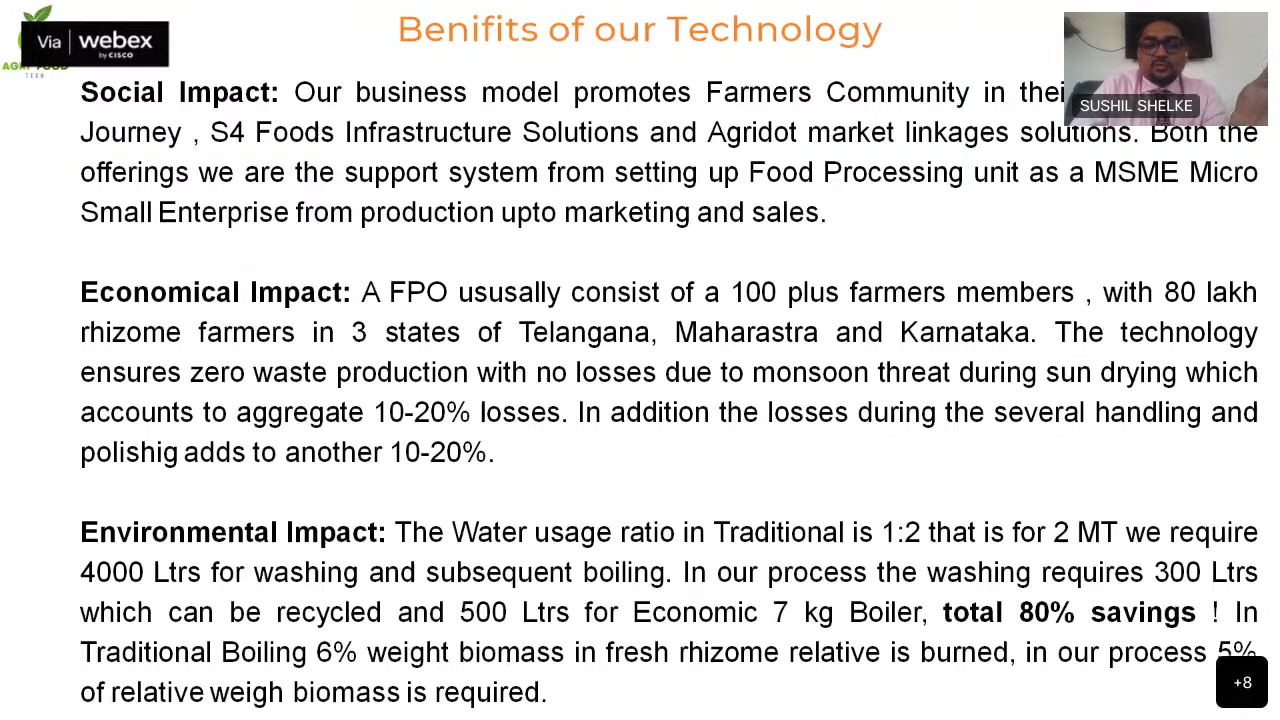 Benifits of our Technology
Via webex
by CISCO
TECH
SUSHIL SHELKE
Social Impact: Our business model promotes Farmers Community in
Journey , S4 Foods Infrastructure Solutions and Agridot market linkages solutions. Both the
offerings we are the support system from setting up Food Processing unit as a MSME Micro
Small Enterprise from production upto marketing and sales.
Economical Impact: A FPO ususally consist of a 100 plus farmers members , with 80 lakh
rhizome farmers in 3 states of Telangana, Maharastra and Karnataka. The technology
ensures zero waste production with no losses due to monsoon threat during sun drying which
accounts to aggregate 10-20% losses. In addition the losses during the several handling and
polishig adds to another 10-20%.
Environmental Impact: The Water usage ratio in Traditional is 1:2 that is for 2 MT we require
4000 Ltrs for washing and subsequent boiling. In our process the washing requires 300 Ltrs
which can be recycled and 500 Ltrs for Economic 7 kg Boiler, total 80% savings ! In
Traditional Boiling 6% weight biomass in fresh rhizome relative is burned, in our process 5%
of relative weigh biomass is required.
+8